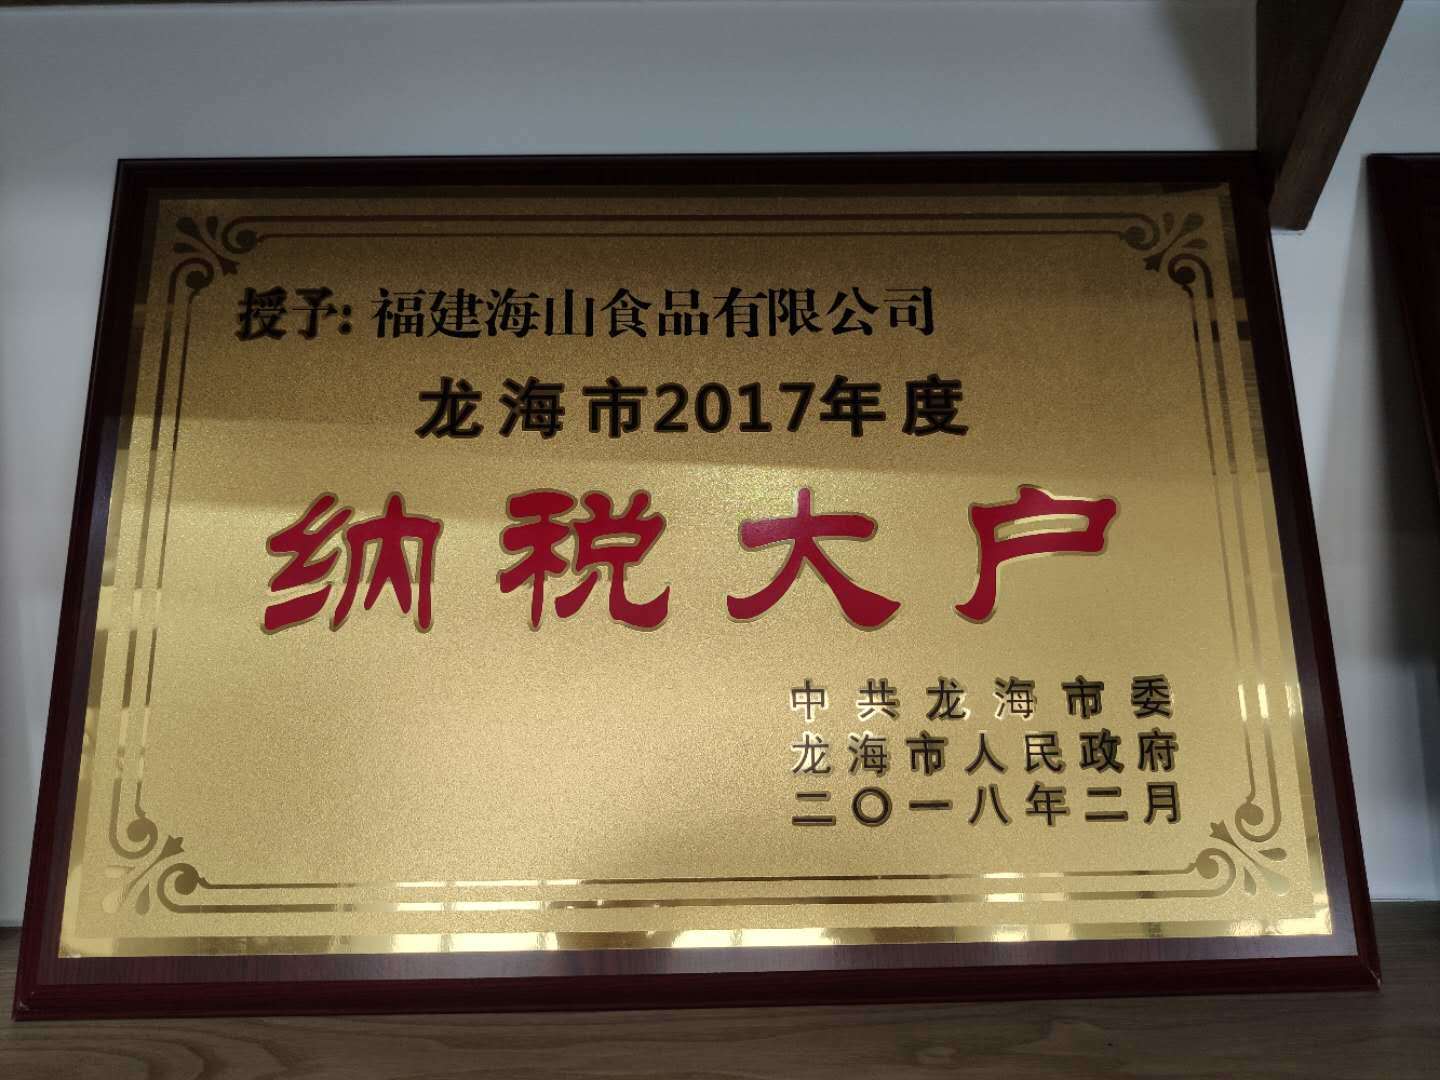 授予:福建海山食品有限公司
龙海市2017年度
纳税大户
中共龙海市委
龙海市人民政府
二〇一八年二月